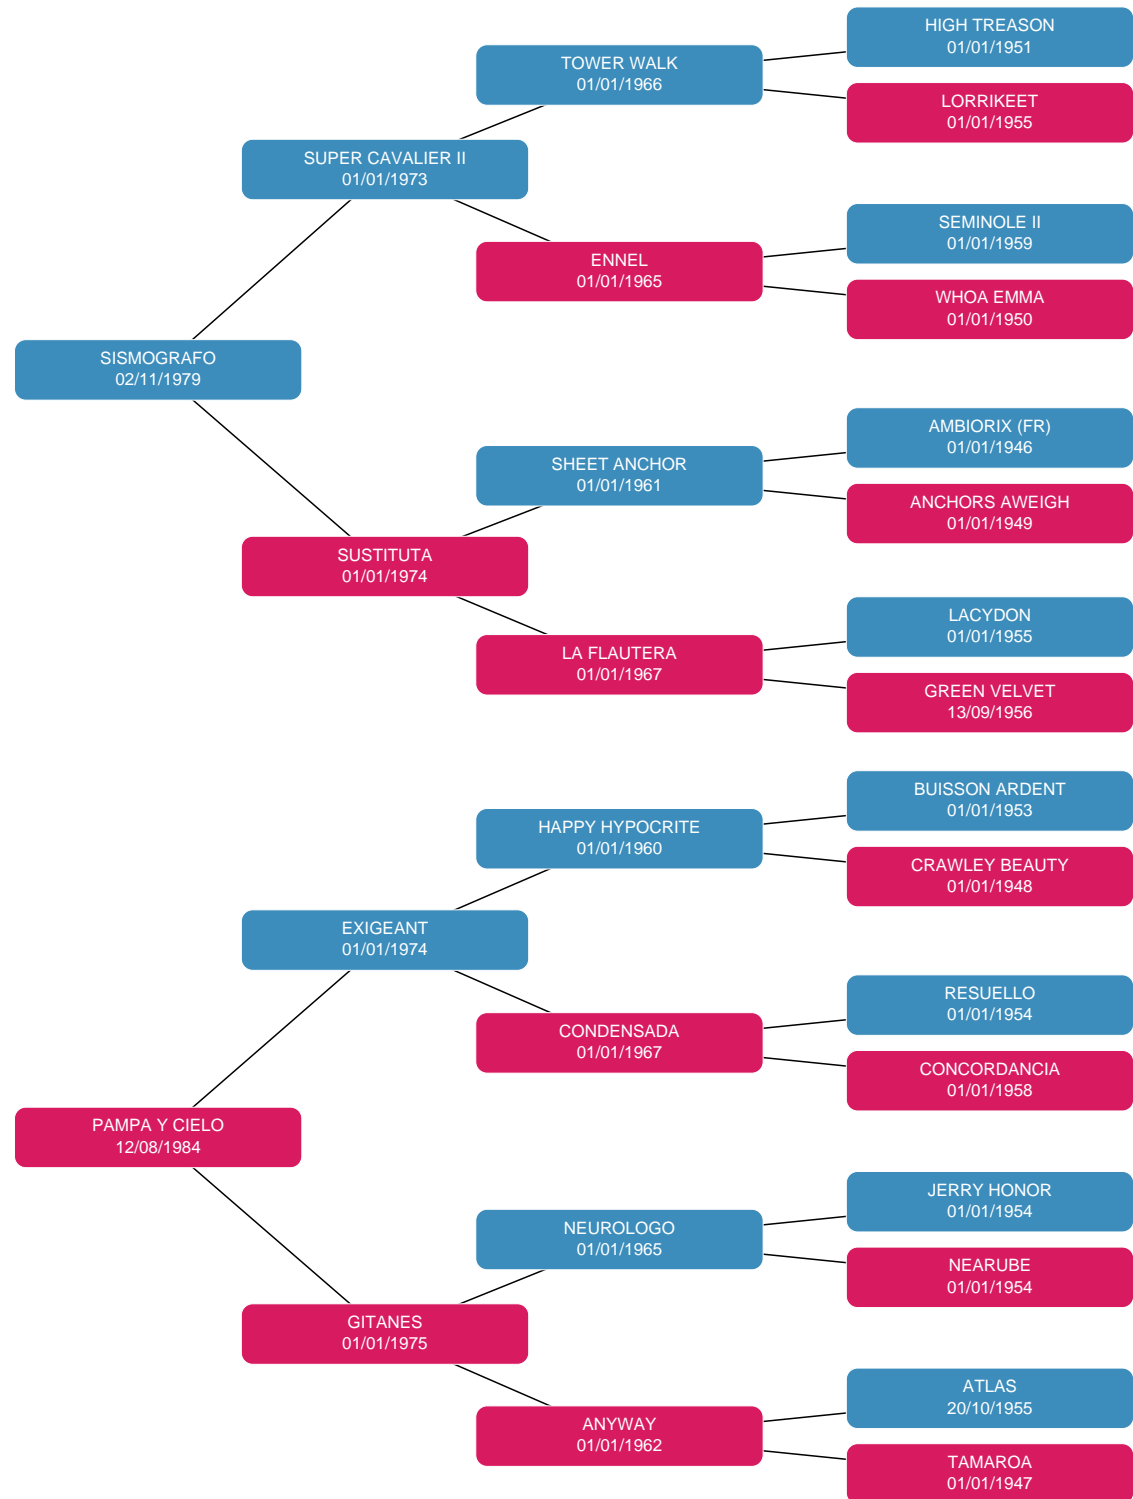 HIGH TREASON
01/01/1951
TOWER WALK
01/01/1966
LORRIKEET
01/01/1955
SUPER CAVALIER II
01/01/1973
SEMINOLE II
01/01/1959
ENNEL
01/01/1965
WHOA EMMA
01/01/1950
SISMOGRAFO
02/11/1979
AMBIORIX (FR)
01/01/1946
SHEET ANCHOR
01/01/1961
ANCHORS AWEIGH
01/01/1949
SUSTITUTA
01/01/1974
LACYDON
01/01/1955
LA FLAUTERA
01/01/1967
GREEN VELVET
13/09/1956
BUISSON ARDENT
01/01/1953
HAPPY HYPOCRITE
01/01/1960
CRAWLEY BEAUTY
01/01/1948
EXIGEANT
01/01/1974
RESUELLO
01/01/1954
CONDENSADA
01/01/1967
CONCORDANCIA
01/01/1958
PAMPA Y CIELO
12/08/1984
JERRY HONOR
01/01/1954
NEUROLOGO
01/01/1965
NEARUBE
01/01/1954
GITANES
01/01/1975
ATLAS
20/10/1955
ANYWAY
01/01/1962
TAMAROA
01/01/1947